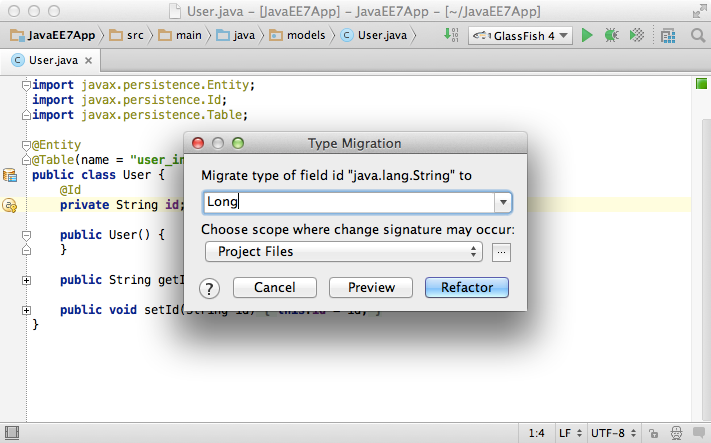 User.java - [JavaEE7App] - JavaEE7App - [~/JavaEE7App]
JavaEE7App src main java models User.java GlassFish 4
User.java
import javax.persistence.Entity;
import javax.persistence.Id;
import javax.persistence.Table;
@Entity
@Table(name = "user_in
public class User {
@Id
private String id;
public User() {
}
public String getI
public void setId(String id) { this.id = id; }
}
Type Migration
Migrate type of field id "java.lang.String" to
Long
Choose scope where change signature may occur:
Project Files
...
? Cancel Preview Refactor
1:4 LF UTF-8